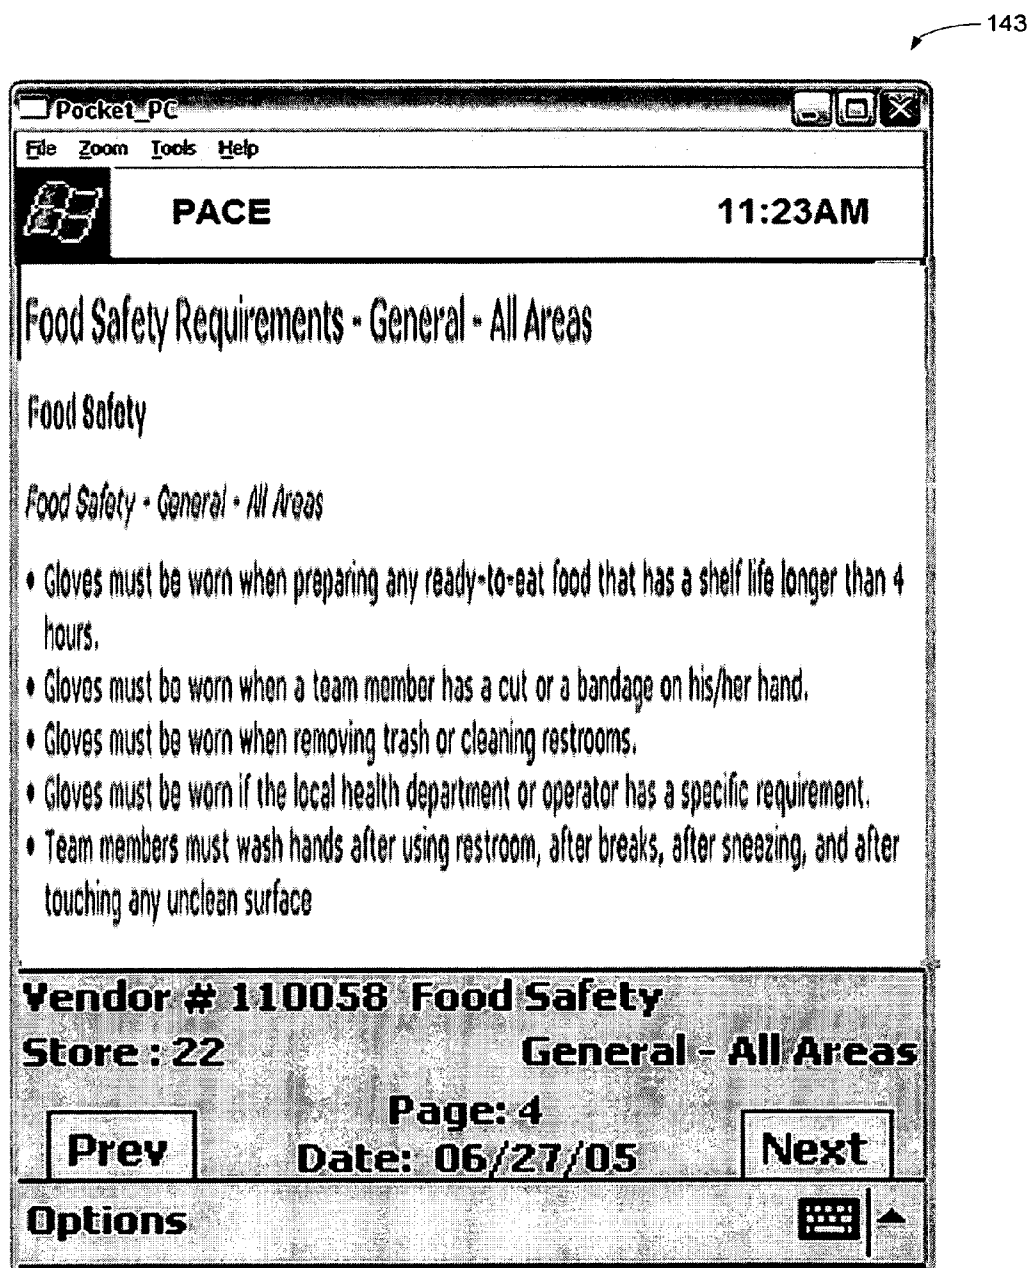 143
Pocket_PC
File Zoom Tools Help
PACE 11:23AM
Food Safety Requirements - General - All Areas
Food Safety
Food Safety - General - All Areas
• Gloves must be worn when preparing any ready-to-eat food that has a shelf life longer than 4
hours.
• Gloves must be worn when a team member has a cut or a bandage on his/her hand.
• Gloves must be worn when removing trash or cleaning restrooms.
• Gloves must be worn if the local health department or operator has a specific requirement.
• Team members must wash hands after using restroom, after breaks, after sneezing, and after
touching any unclean surface
Vendor # 110058 Food Safety
Store : 22 General - All Areas
Page: 4
Prev Date: 06/27/05 Next
Options